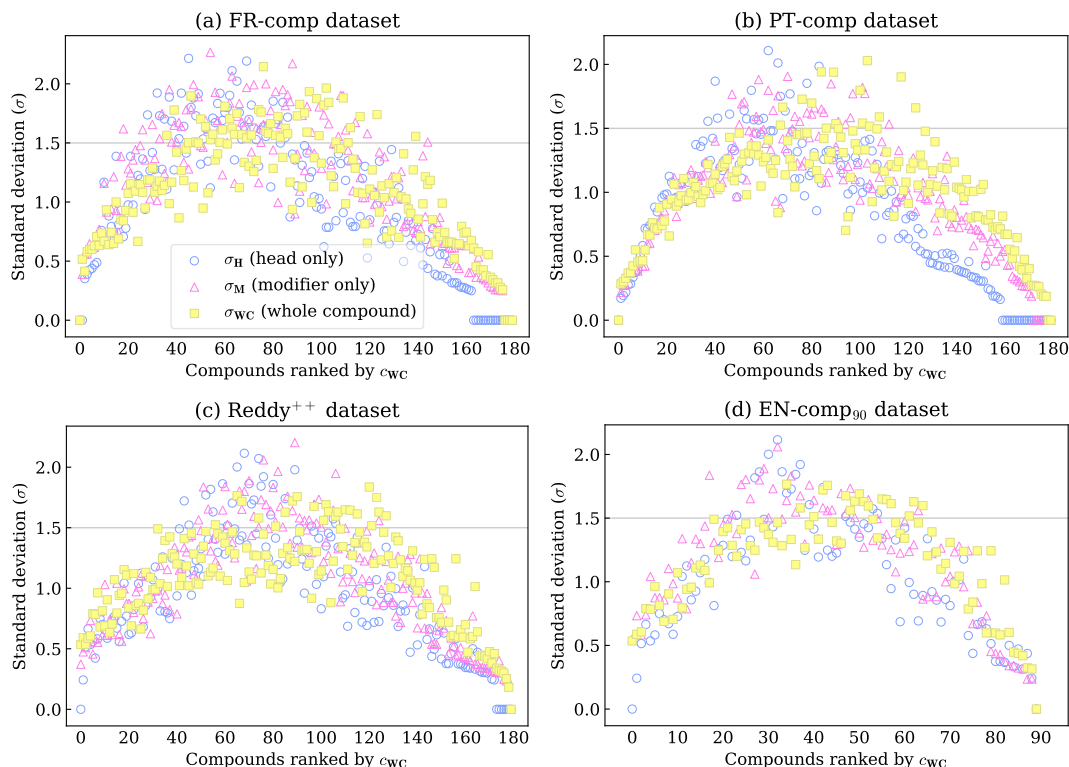 (a) FR-comp dataset
Standard deviation (σ)
2.0
1.5
1.0
0.5
0.0
σH (head only)
σM (modifier only)
σWC (whole compound)
0 20 40 60 80 100 120 140 160 180
Compounds ranked by cWC
(b) PT-comp dataset
Standard deviation (σ)
2.0
1.5
1.0
0.5
0.0
0 20 40 60 80 100 120 140 160 180
Compounds ranked by cWC
(c) Reddy++ dataset
Standard deviation (σ)
2.0
1.5
1.0
0.5
0.0
0 20 40 60 80 100 120 140 160 180
Compounds ranked by cWC
(d) EN-comp90 dataset
Standard deviation (σ)
2.0
1.5
1.0
0.5
0.0
0 10 20 30 40 50 60 70 80 90
Compounds ranked by cWC